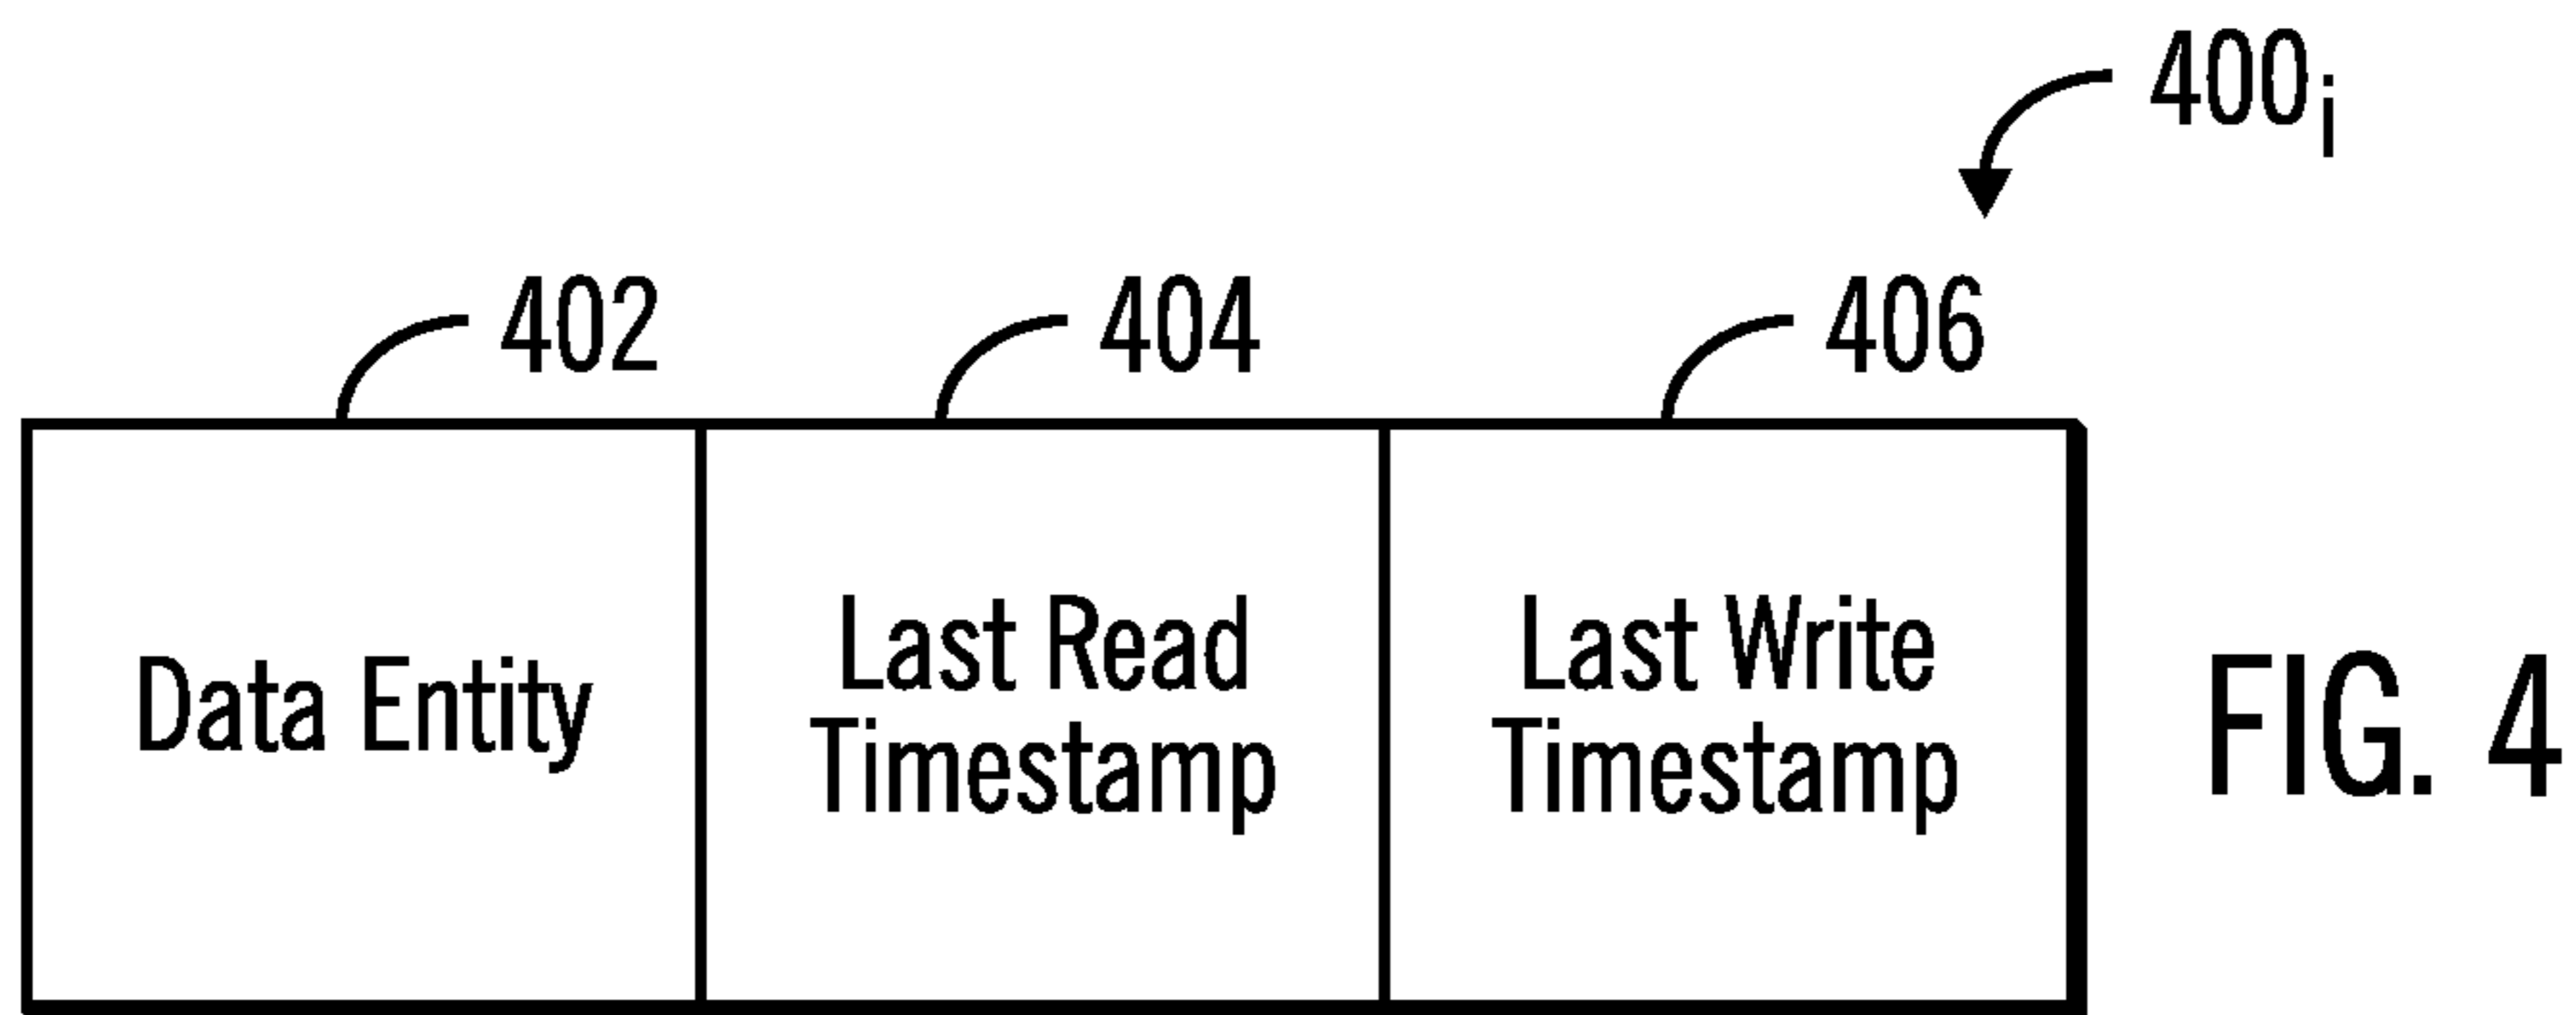 400i
402
404
406
Data Entity
Last Read
Timestamp
Last Write
Timestamp
FIG. 4